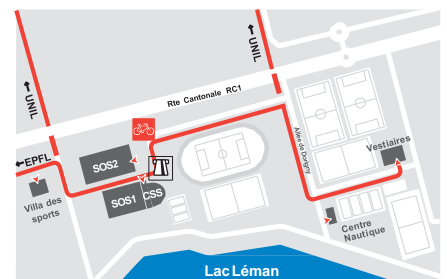 UNIL
UNIL
Rte Cantonale RC1
EPFL
SOS2
Allée de Dorigny
Vestiaires
SOS1
CSS
Villa des
sports
Centre
Nautique
Lac Léman